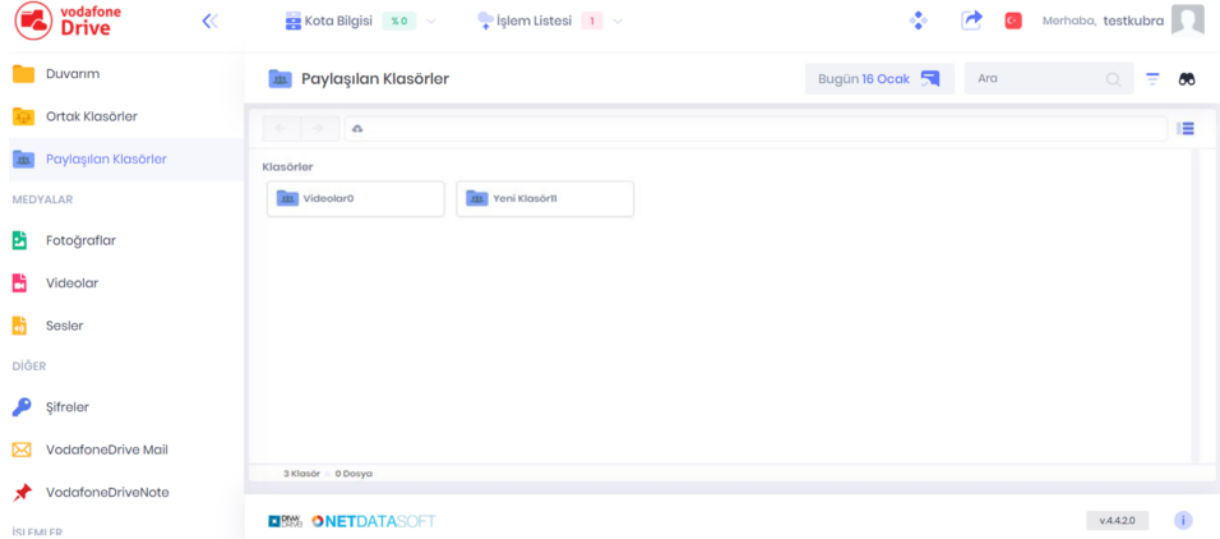 vodafone
Drive
Kota Bilgisi %0
İşlem Listesi 1
Merhaba, testkubra
Duvarım
Ortak Klasörler
Paylaşılan Klasörler
MEDYALAR
Fotoğraflar
Videolar
Sesler
DİĞER
Şifreler
VodafoneDrive Mail
VodafoneDriveNote
İŞLEMLER
Paylaşılan Klasörler
Bugün 16 Ocak
Ara
Klasörler
Videolar0
Yeni Klasör11
3 Klasör 0 Dosya
NETDATASOFT
v.4.4.2.0